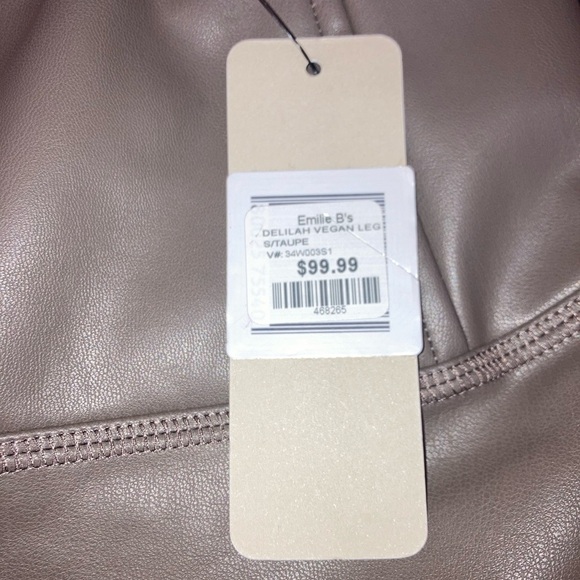 Emilie B's
DELILAH VEGAN LEG
S/TAUPE
V#: 34W003S1
$99.99
468265